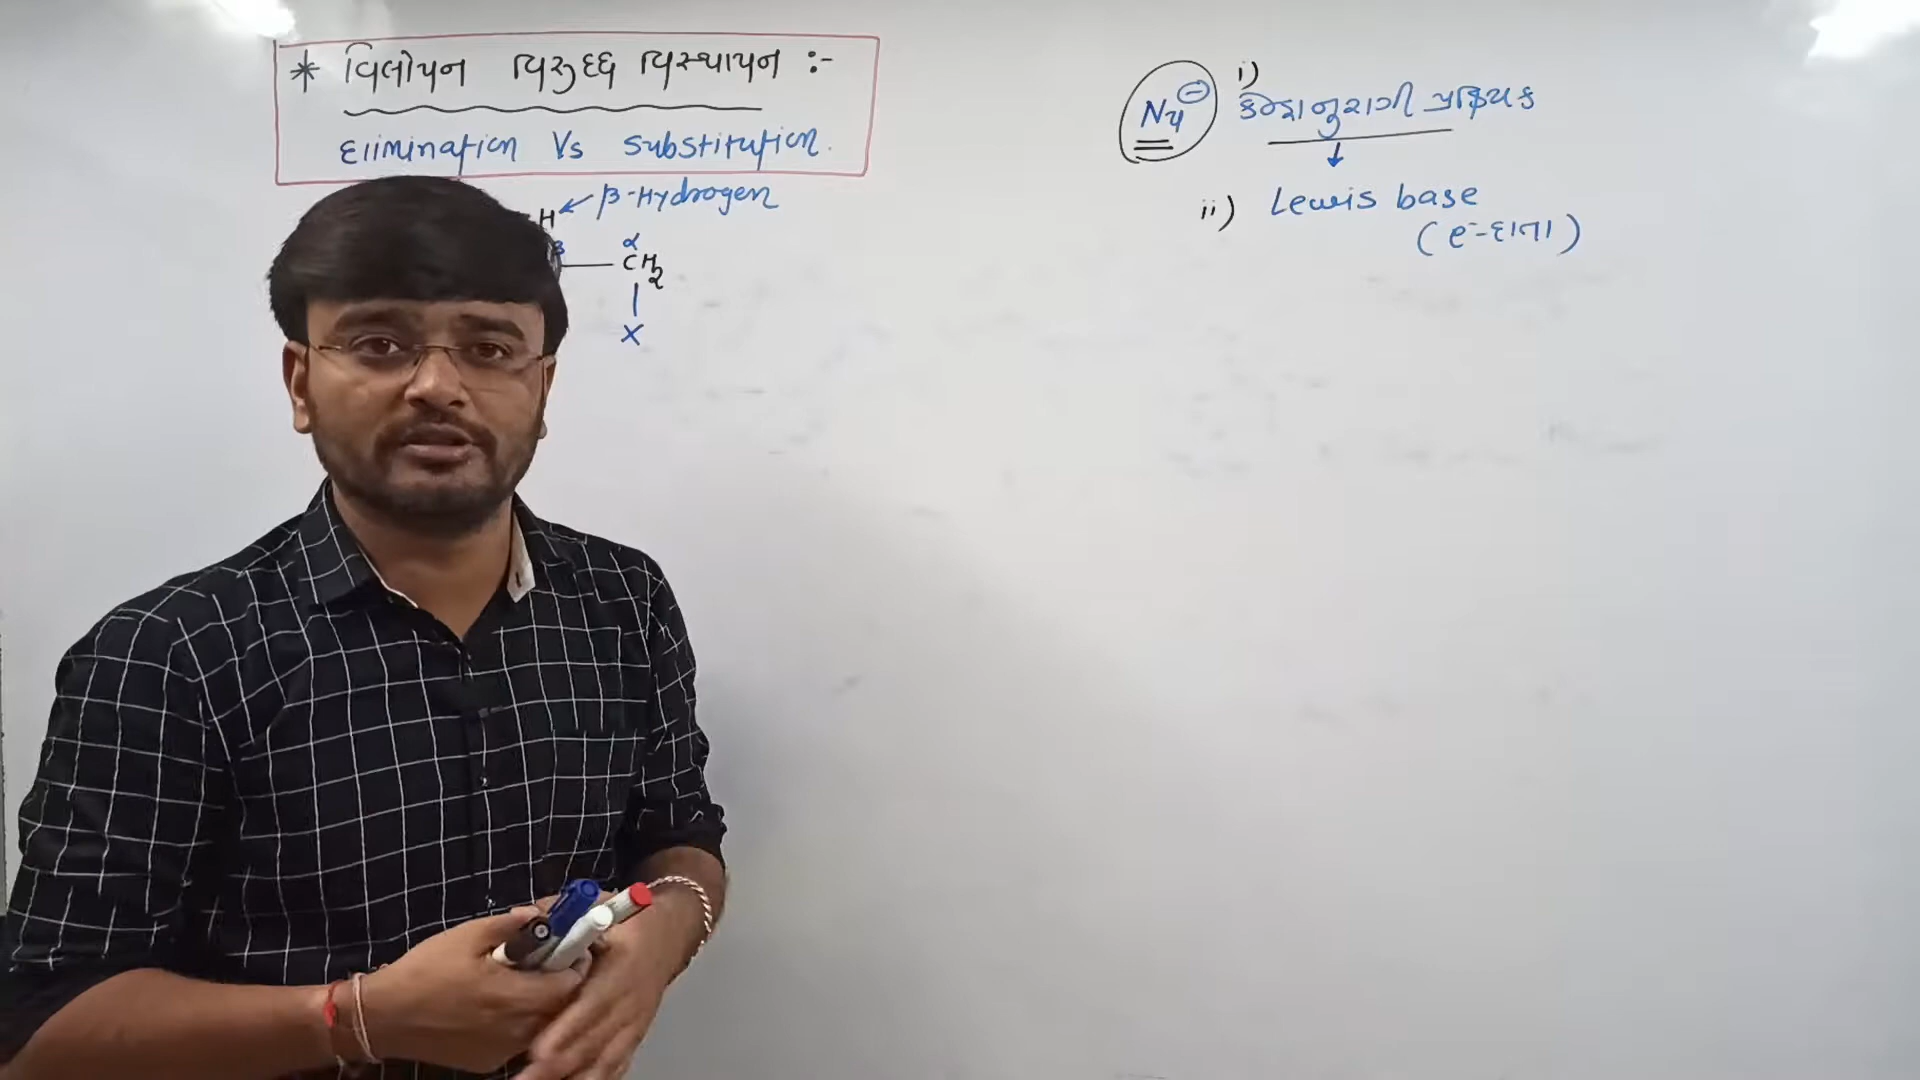 * વિલોપન વિરુદ્ધ વિસ્થાપન :-
Elimination Vs Substitution.
H ← β-Hydrogen
β α
CH2
X
Nu⊖ i) કેન્દ્રાનુરાગી પ્રક્રિયક
ii) Lewis base
(e⁻-દાતા)